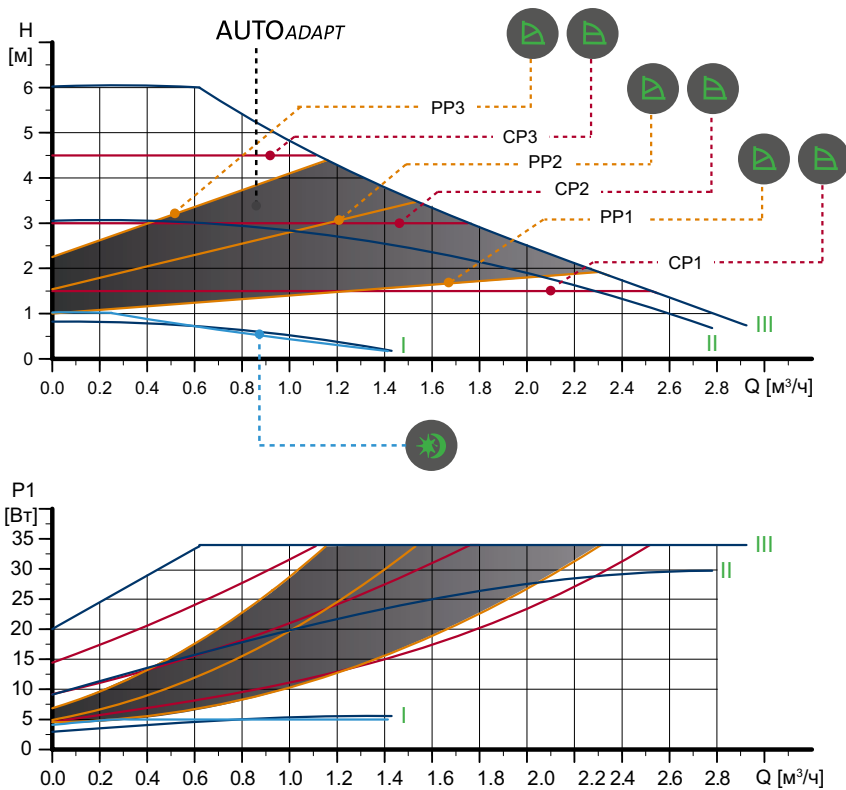 H
[м]
AUTOADAPT
PP3
CP3
PP2
CP2
PP1
CP1
6
5
4
3
2
1
0
I
II
III
0.0 0.2 0.4 0.6 0.8 1.0 1.2 1.4 1.6 1.8 2.0 2.2 2.4 2.6 2.8 Q [м³/ч]
P1
[Вт]
35
30
25
20
15
10
5
0
III
II
I
0.0 0.2 0.4 0.6 0.8 1.0 1.2 1.4 1.6 1.8 2.0 2.2 2.4 2.6 2.8 Q [м³/ч]